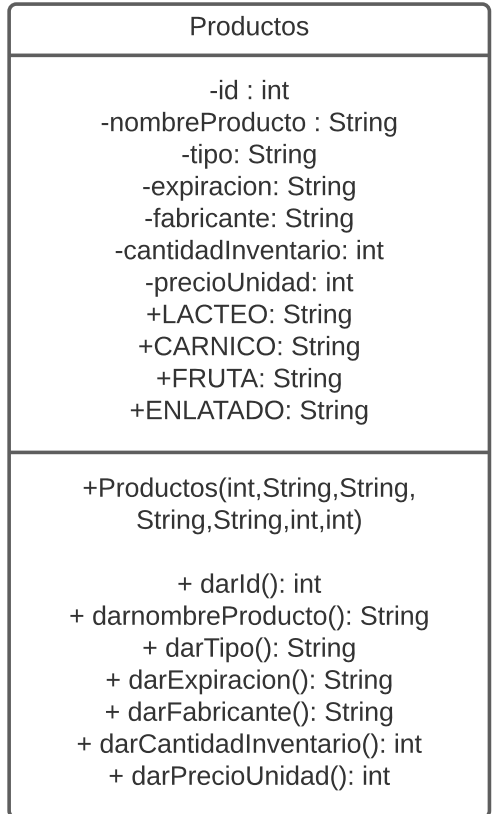 Productos
-id : int
-nombreProducto : String
-tipo: String
-expiracion: String
-fabricante: String
-cantidadInventario: int
-precioUnidad: int
+LACTEO: String
+CARNICO: String
+FRUTA: String
+ENLATADO: String
+Productos(int,String,String,
String,String,int,int)
+ darId(): int
+ darnombreProducto(): String
+ darTipo(): String
+ darExpiracion(): String
+ darFabricante(): String
+ darCantidadInventario(): int
+ darPrecioUnidad(): int